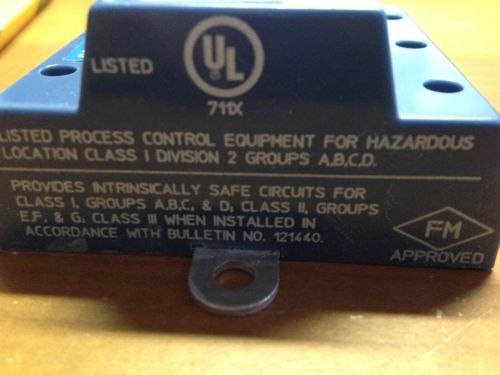 LISTED
UL
®
711X
LISTED PROCESS CONTROL EQUIPMENT FOR HAZARDOUS
LOCATION CLASS I DIVISION 2 GROUPS A,B,C,D.
PROVIDES INTRINSICALLY SAFE CIRCUITS FOR
CLASS I, GROUPS A,B,C, & D; CLASS II, GROUPS
E,F, & G; CLASS III WHEN INSTALLED IN
ACCORDANCE WITH BULLETIN NO. 121440.
FM
APPROVED